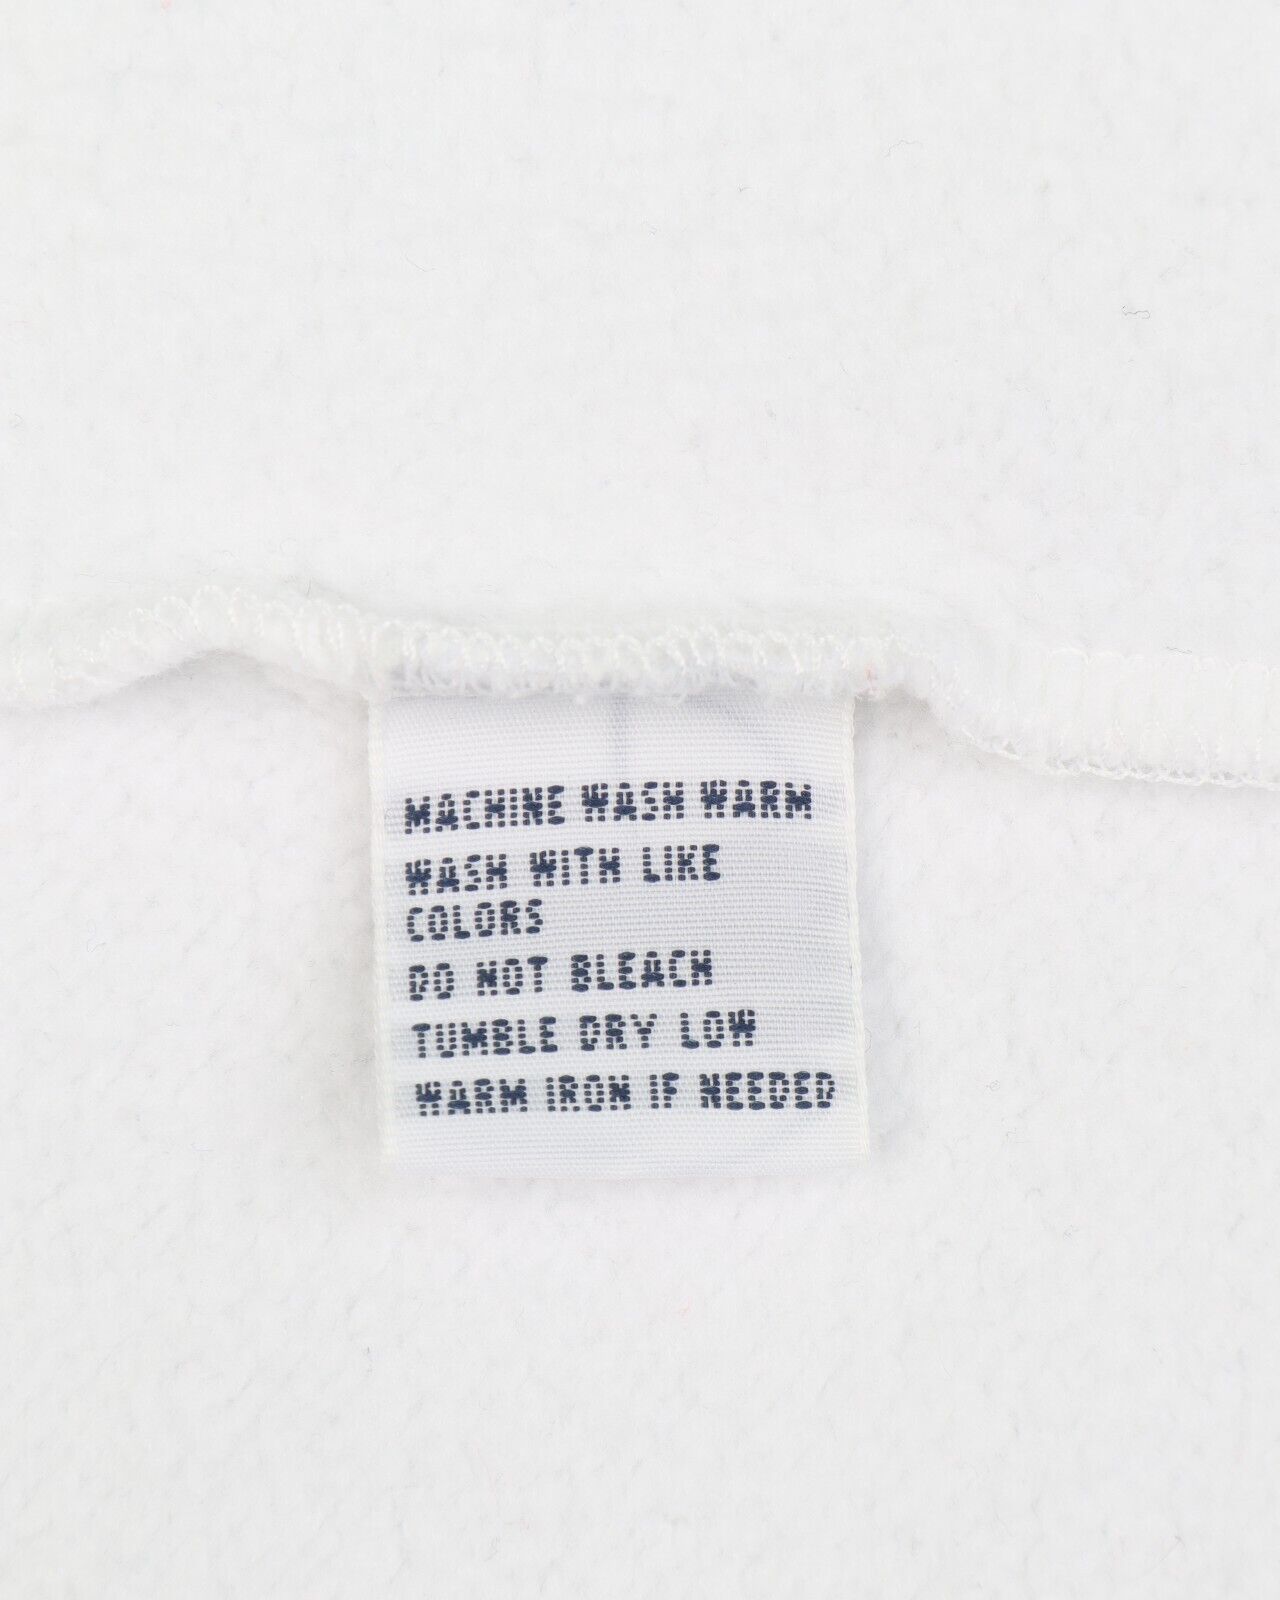 MACHINE WASH WARM
WASH WITH LIKE
COLORS
DO NOT BLEACH
TUMBLE DRY LOW
WARM IRON IF NEEDED